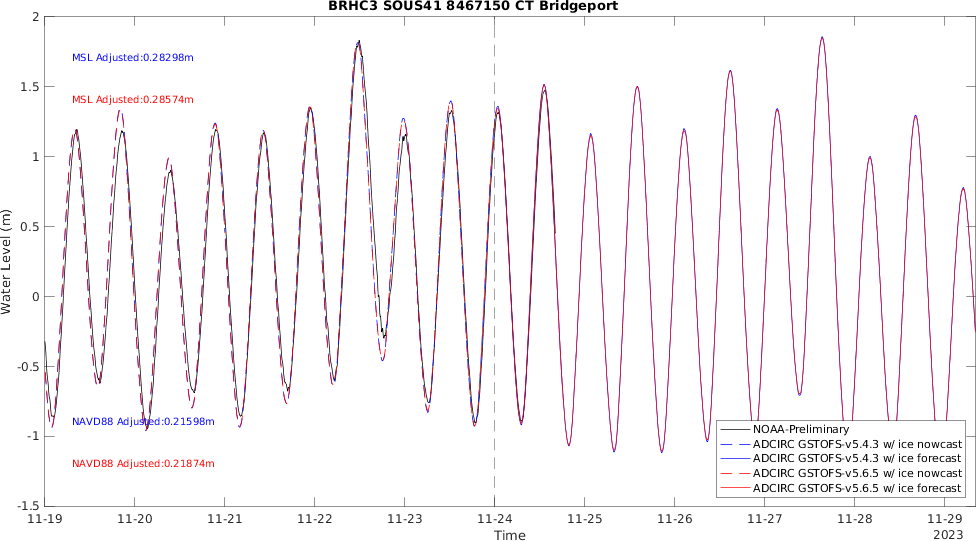 BRHC3 SOUS41 8467150 CT Bridgeport
2
1.5
1
0.5
0
-0.5
-1
-1.5
Water Level (m)
MSL Adjusted:0.28298m
MSL Adjusted:0.28574m
NAVD88 Adjusted:0.21598m
NAVD88 Adjusted:0.21874m
NOAA-Preliminary
ADCIRC GSTOFS-v5.4.3 w/ ice nowcast
ADCIRC GSTOFS-v5.4.3 w/ ice forecast
ADCIRC GSTOFS-v5.6.5 w/ ice nowcast
ADCIRC GSTOFS-v5.6.5 w/ ice forecast
11-19 11-20 11-21 11-22 11-23 11-24 11-25 11-26 11-27 11-28 11-29
Time 2023